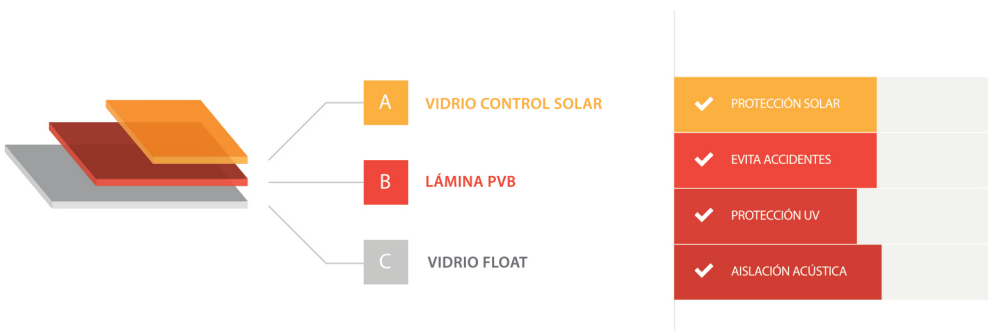 A
VIDRIO CONTROL SOLAR
B
LÁMINA PVB
C
VIDRIO FLOAT
PROTECCIÓN SOLAR
EVITA ACCIDENTES
PROTECCIÓN UV
AISLACIÓN ACÚSTICA